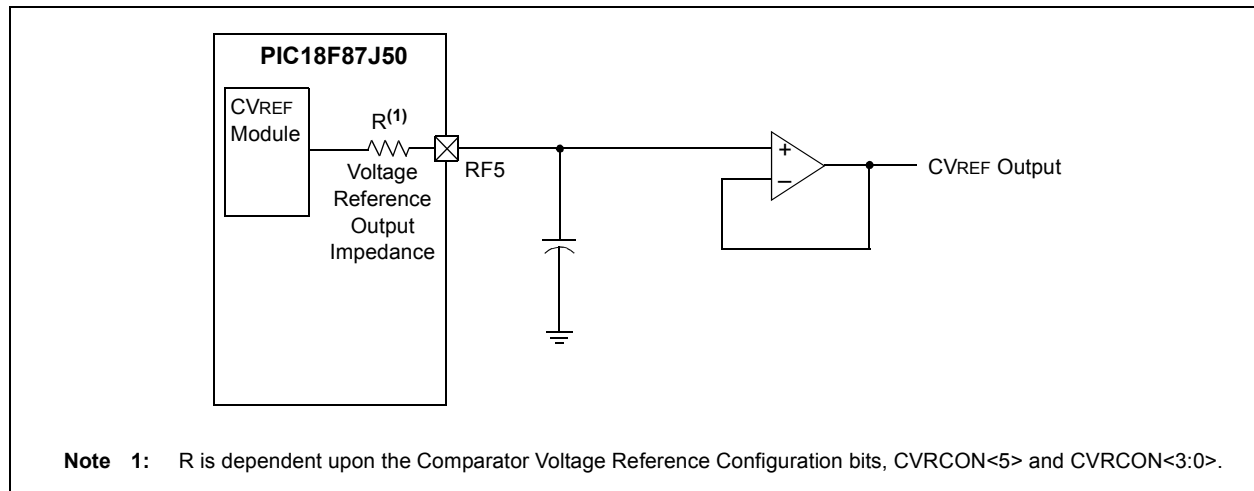 PIC18F87J50
CVREF
Module
R(1)
Voltage
Reference
Output
Impedance
RF5
+
–
CVREF Output
Note 1: R is dependent upon the Comparator Voltage Reference Configuration bits, CVRCON<5> and CVRCON<3:0>.